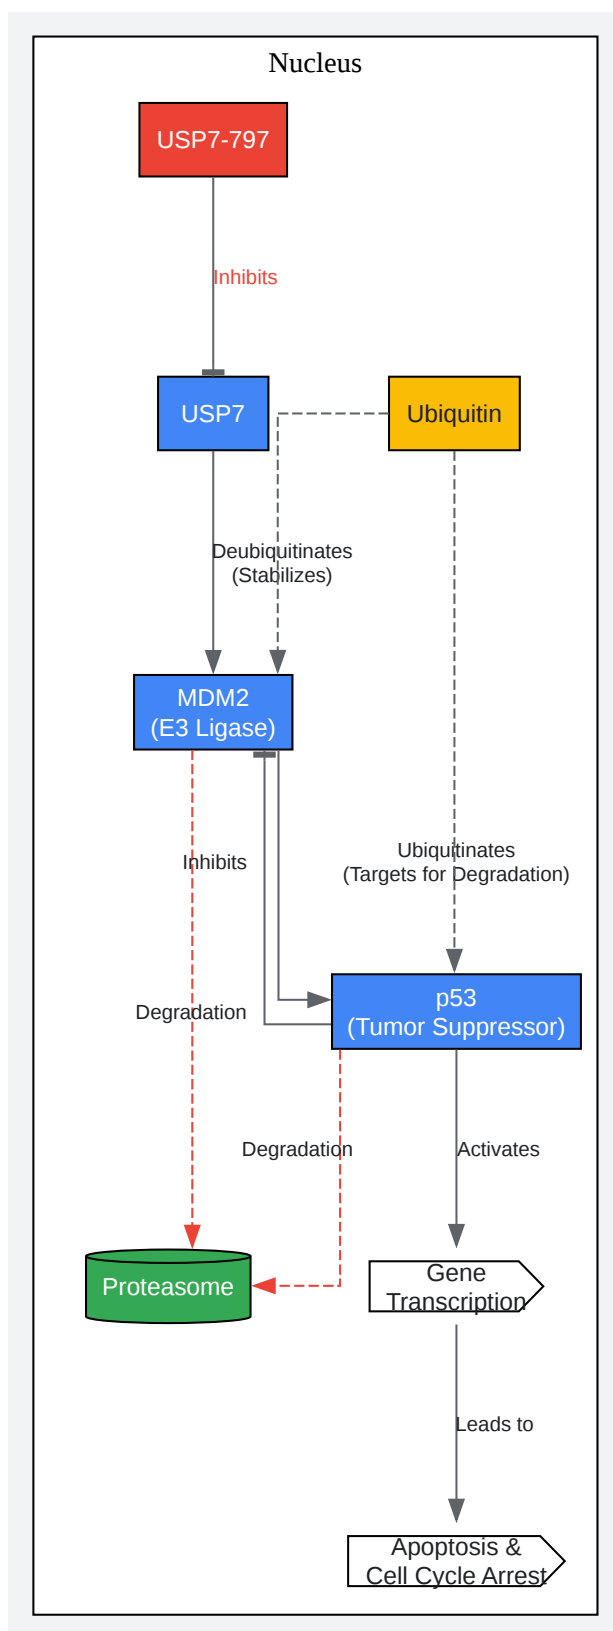 Nucleus
USP7-797
Inhibits
USP7
Ubiquitin
Deubiquitinates
(Stabilizes)
MDM2
(E3 Ligase)
Inhibits
Ubiquitinates
(Targets for Degradation)
p53
(Tumor Suppressor)
Degradation
Degradation
Activates
Proteasome
Gene
Transcription
Leads to
Apoptosis &
Cell Cycle Arrest